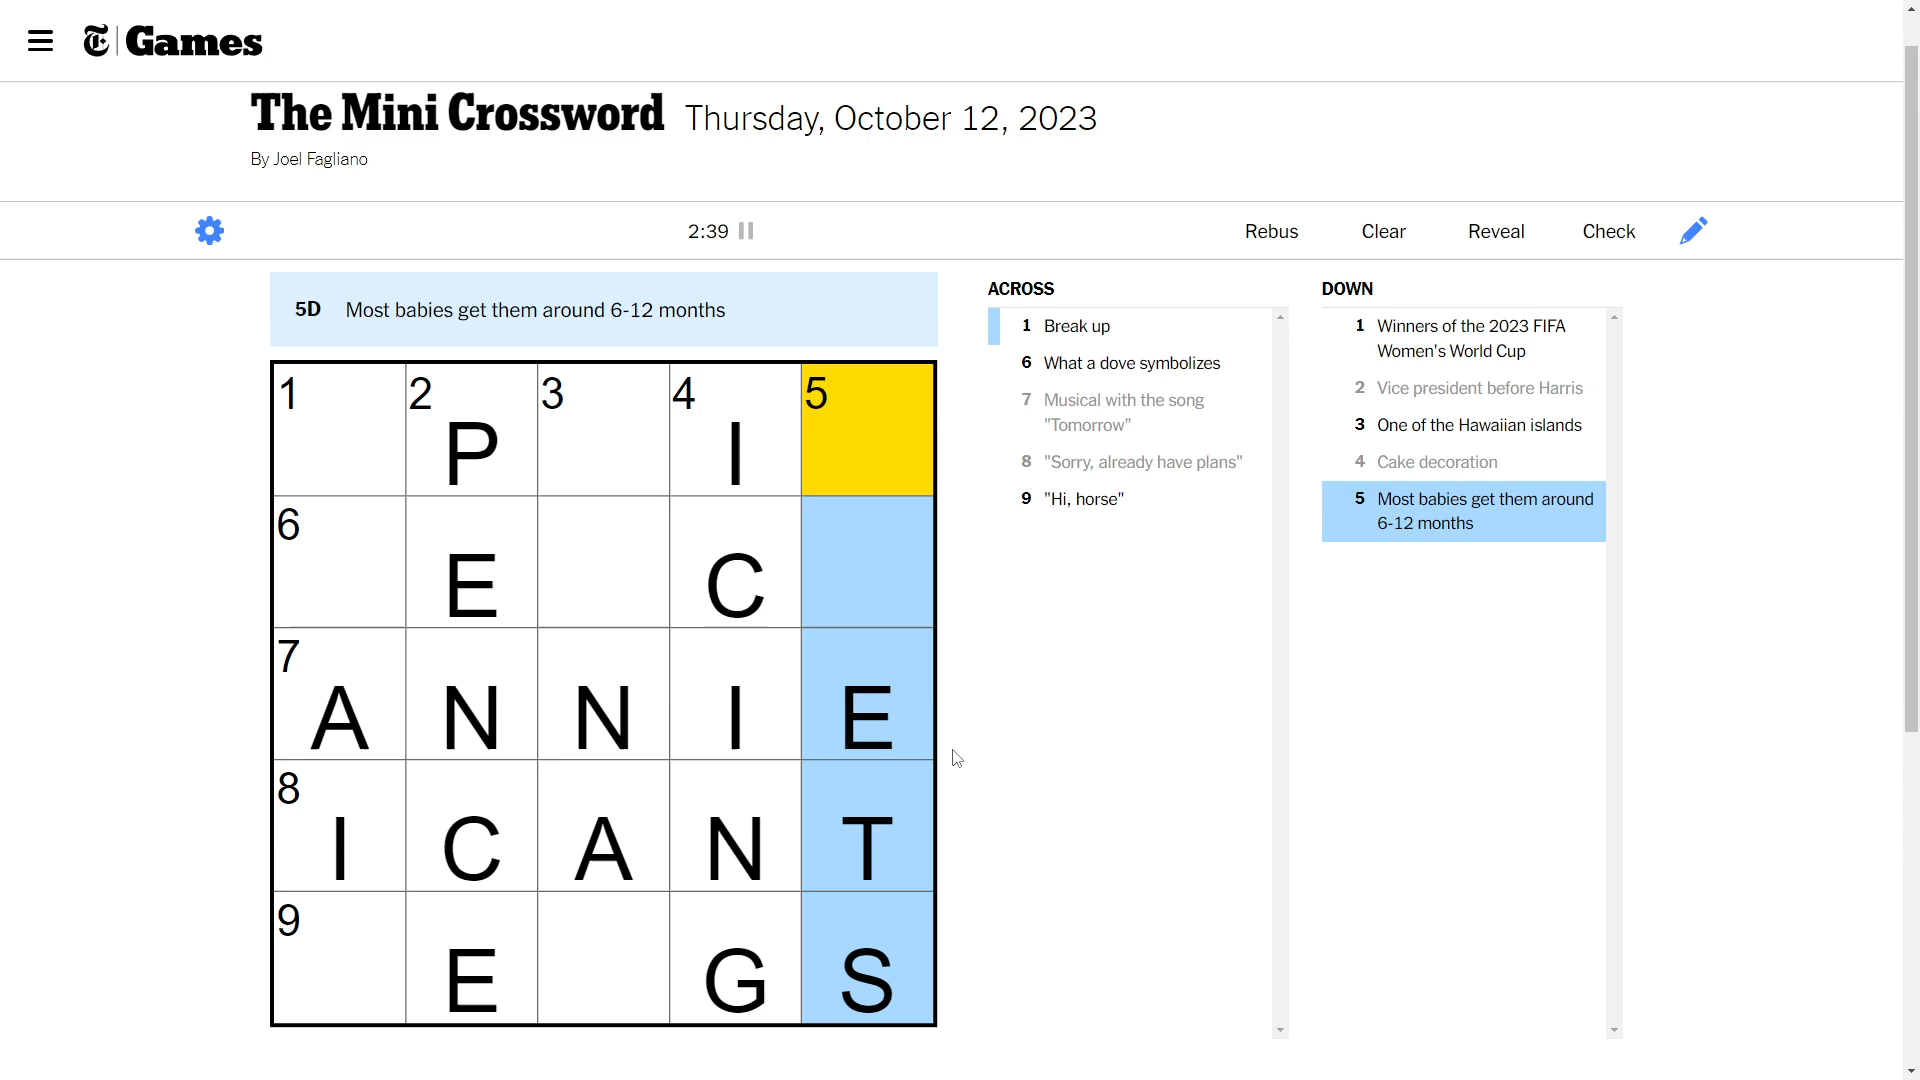 Games
The Mini Crossword Thursday, October 12, 2023
By Joel Fagliano
2:39
Rebus Clear Reveal Check
5D Most babies get them around 6-12 months
1 2 3 4 5
P I
6
E C
7
A N N I E
8
I C A N T
9
E G S
ACROSS
1 Break up
6 What a dove symbolizes
7 Musical with the song
"Tomorrow"
8 "Sorry, already have plans"
9 "Hi, horse"
DOWN
1 Winners of the 2023 FIFA
Women's World Cup
2 Vice president before Harris
3 One of the Hawaiian islands
4 Cake decoration
5 Most babies get them around
6-12 months